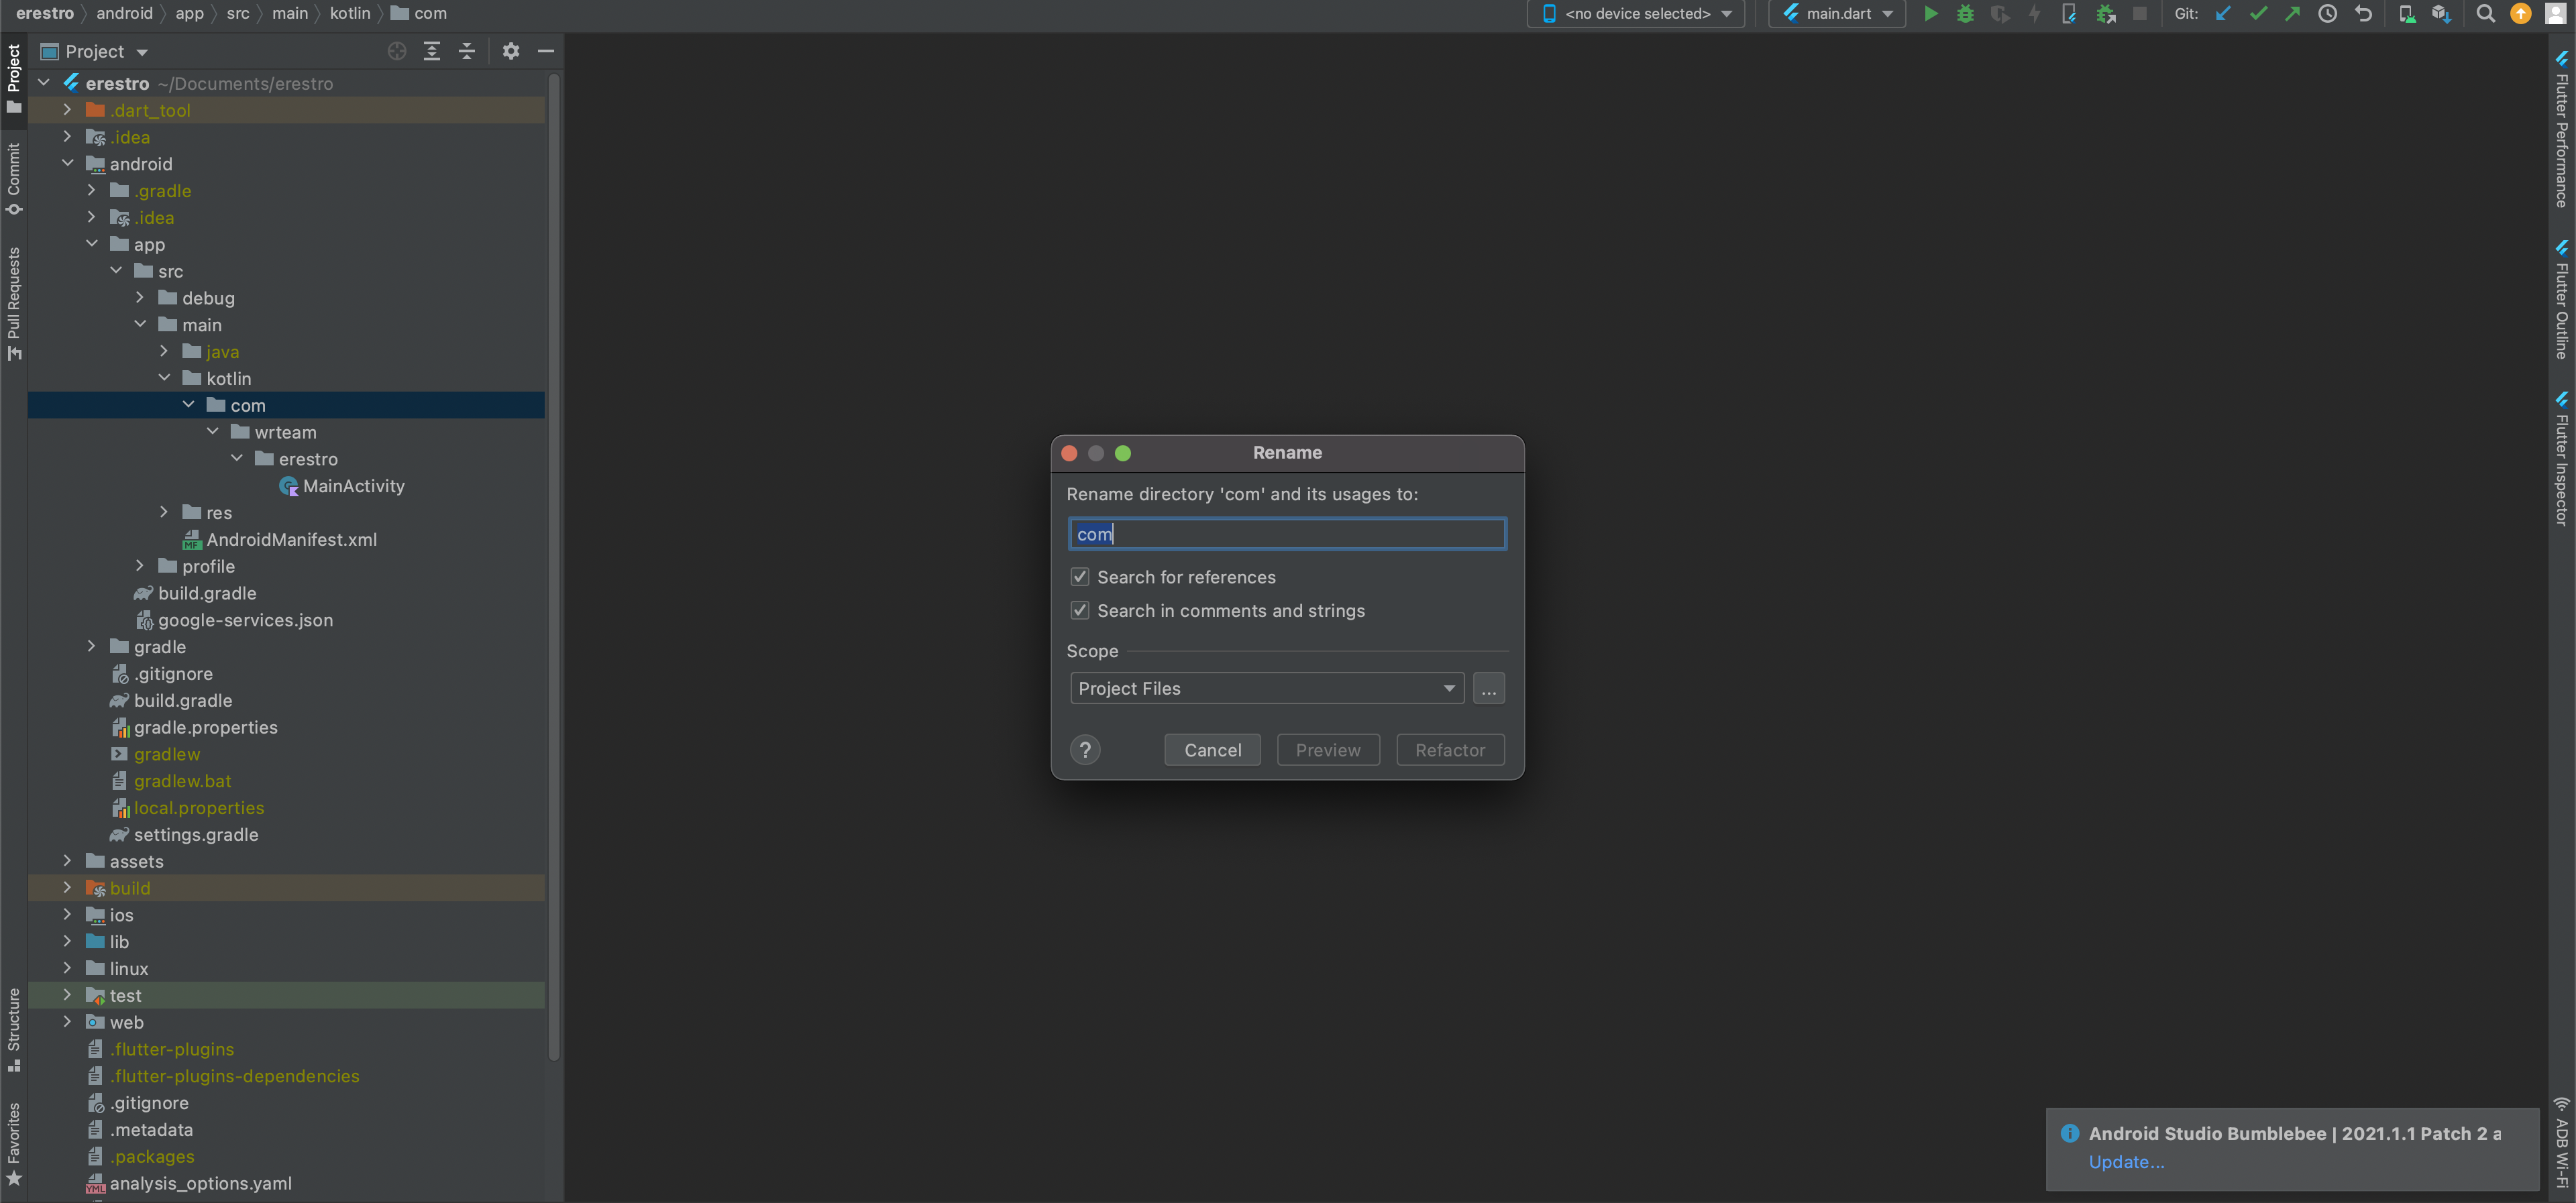 erestro android app src main kotlin com
<no device selected> main.dart Git:
Project
erestro ~/Documents/erestro
.dart_tool
.idea
android
.gradle
.idea
app
src
debug
main
java
kotlin
com
wrteam
erestro
MainActivity
res
AndroidManifest.xml
profile
build.gradle
google-services.json
gradle
.gitignore
build.gradle
gradle.properties
gradlew
gradlew.bat
local.properties
settings.gradle
assets
build
ios
lib
linux
test
web
.flutter-plugins
.flutter-plugins-dependencies
.gitignore
.metadata
.packages
analysis_options.yaml
Project
Commit
Pull Requests
Structure
Favorites
Rename
Rename directory 'com' and its usages to:
com
Search for references
Search in comments and strings
Scope
Project Files
...
? Cancel Preview Refactor
Flutter Performance
Flutter Outline
Flutter Inspector
ADB Wi-Fi
Android Studio Bumblebee | 2021.1.1 Patch 2 a
Update...